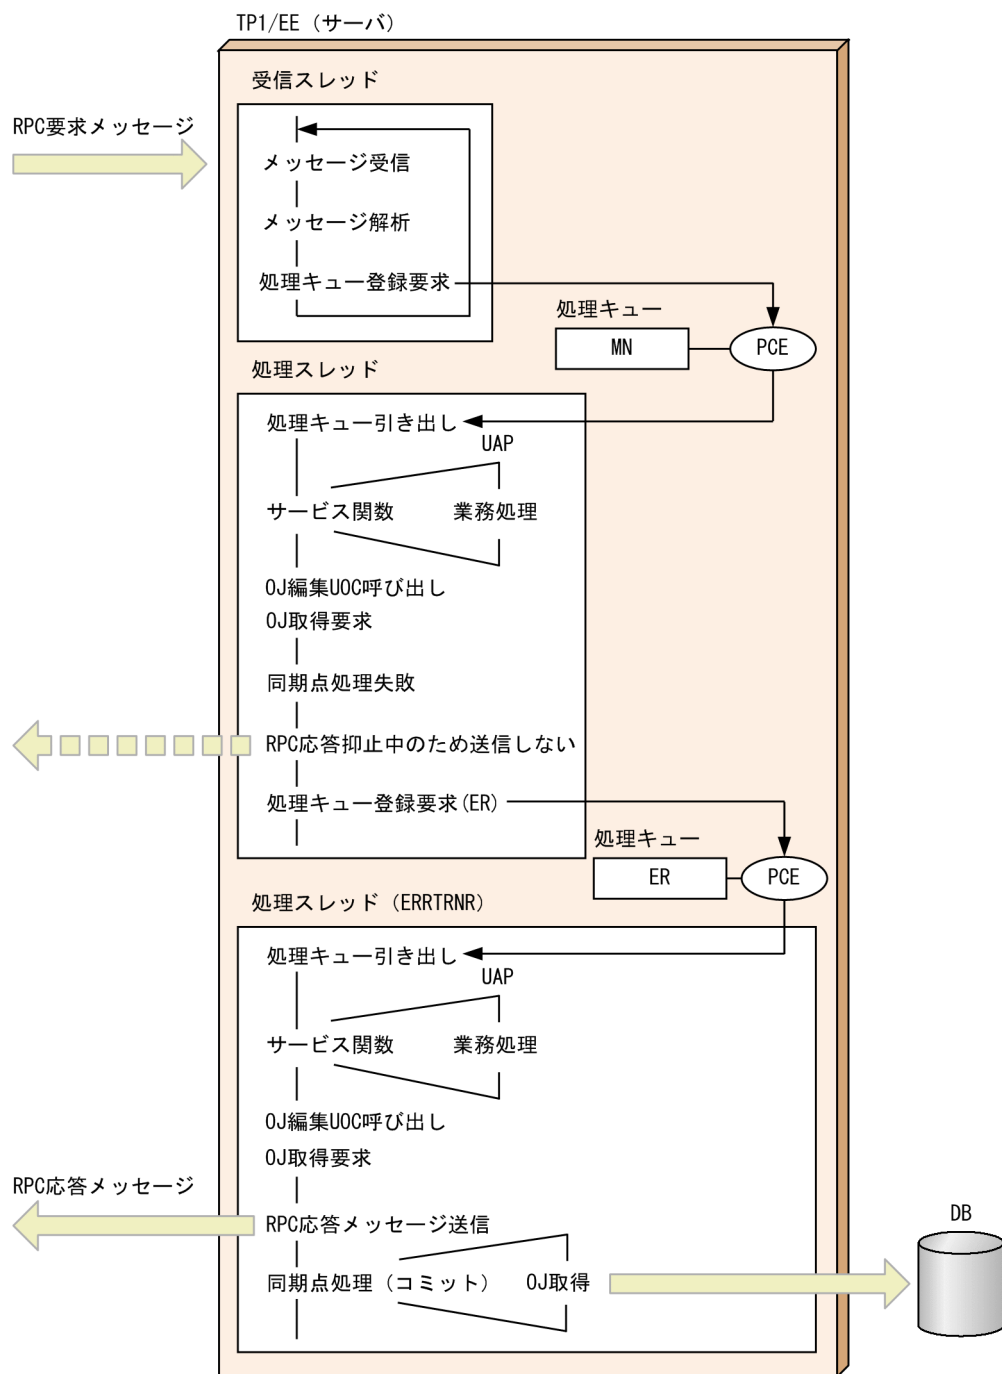 TP1/EE（サーバ）
受信スレッド
RPC要求メッセージ
メッセージ受信
メッセージ解析
処理キュー登録要求
処理キュー
MN
PCE
処理スレッド
処理キュー引き出し
UAP
サービス関数
業務処理
OJ編集UOC呼び出し
OJ取得要求
同期点処理失敗
RPC応答抑止中のため送信しない
処理キュー登録要求(ER)
処理キュー
ER
PCE
処理スレッド（ERRTRNR）
処理キュー引き出し
UAP
サービス関数
業務処理
OJ編集UOC呼び出し
OJ取得要求
RPC応答メッセージ
RPC応答メッセージ送信
DB
同期点処理（コミット）
OJ取得